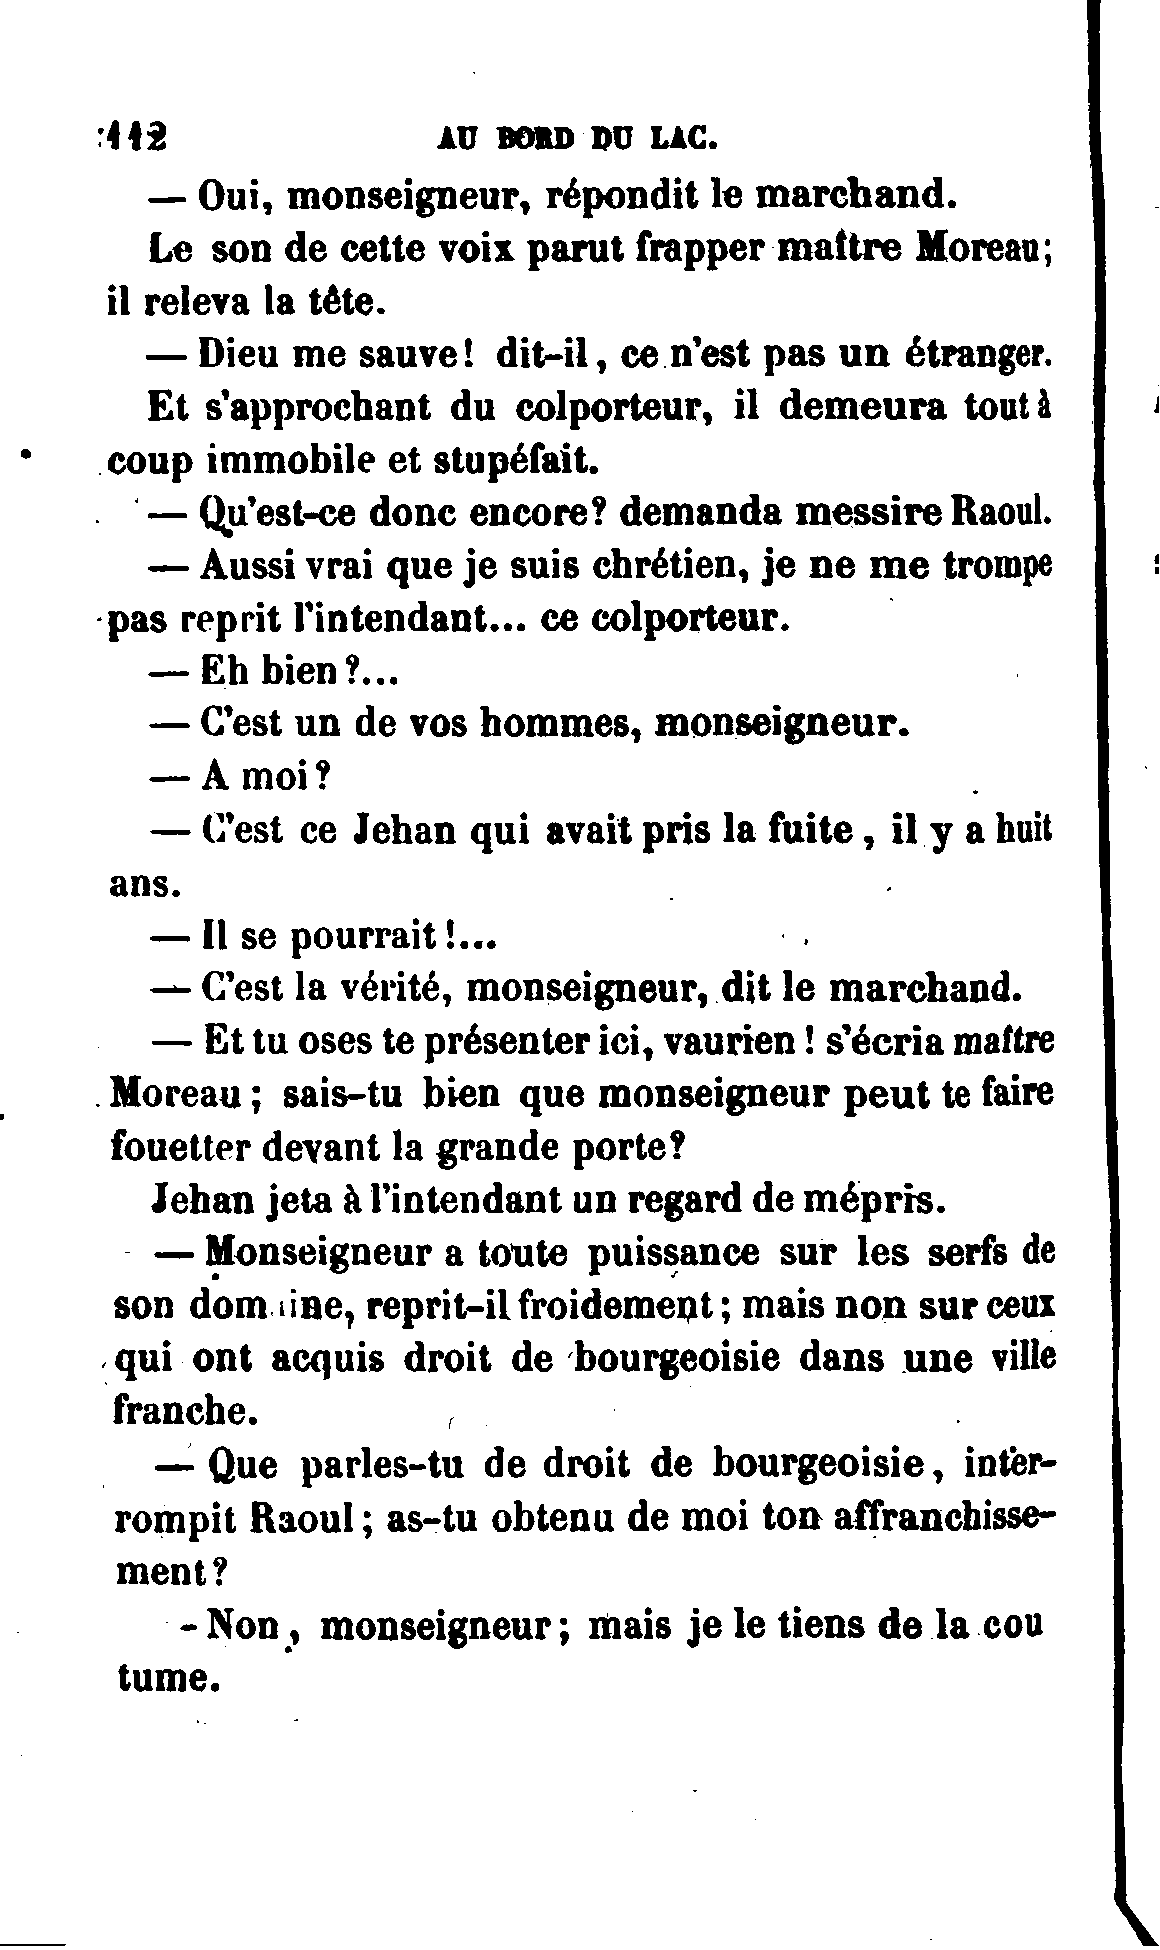 112 AU BORD DU LAC.
— Oui, monseigneur, répondit le marchand.
Le son de cette voix parut frapper maître Moreau;
il releva la tête.
— Dieu me sauve! dit-il, ce n'est pas un étranger.
Et s'approchant du colporteur, il demeura tout à
coup immobile et stupéfait.
— Qu'est-ce donc encore? demanda messire Raoul.
— Aussi vrai que je suis chrétien, je ne me trompe
pas reprit l'intendant... ce colporteur.
— Eh bien?...
— C'est un de vos hommes, monseigneur.
— A moi?
— C'est ce Jehan qui avait pris la fuite, il y a huit
ans.
— Il se pourrait!...
— C'est la vérité, monseigneur, dit le marchand.
— Et tu oses te présenter ici, vaurien! s'écria maître
Moreau; sais-tu bien que monseigneur peut te faire
fouetter devant la grande porte?
Jehan jeta à l'intendant un regard de mépris.
— Monseigneur a toute puissance sur les serfs de
son domaine, reprit-il froidement; mais non sur ceux
qui ont acquis droit de bourgeoisie dans une ville
franche.
— Que parles-tu de droit de bourgeoisie, inter-
rompit Raoul; as-tu obtenu de moi ton affranchisse-
ment?
- Non, monseigneur; mais je le tiens de la cou
tume.